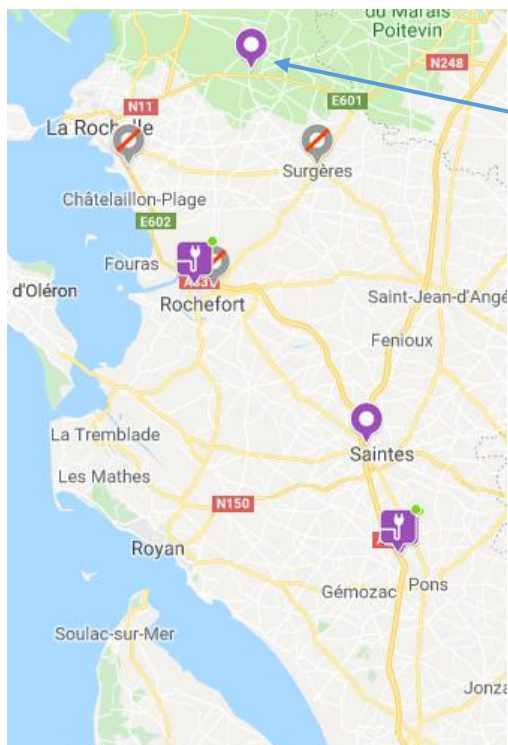 du Marais
Poitevin
N248
N11
E601
La Rochelle
Surgères
Châtelaillon-Plage
E602
Fouras
d'Oléron
Rochefort
Saint-Jean-d'Angé
Fenioux
La Tremblade
Saintes
Les Mathes
N150
Royan
Gémozac
Pons
Soulac-sur-Mer
Jonza